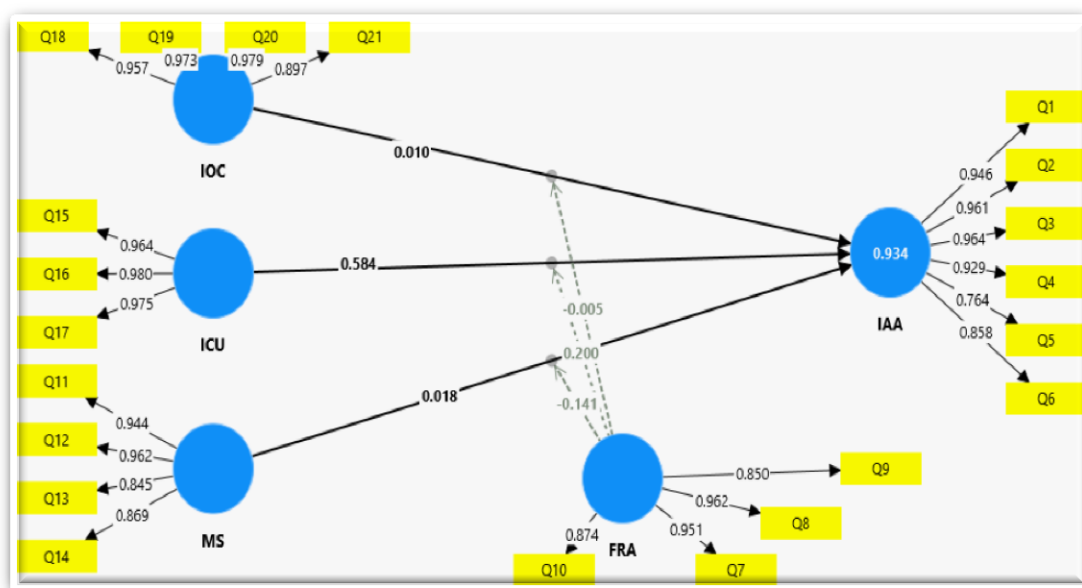 Q18 Q19 Q20 Q21
0.957 0.973 0.979 0.897
IOC
0.010
Q15
Q16
Q17
0.964
0.980
0.975
ICU
0.584
Q11
Q12
Q13
Q14
0.944
0.962
0.845
0.869
MS
0.018
-0.005
0.200
-0.141
0.934
IAA
0.946
0.961
0.964
0.929
0.764
0.858
Q1
Q2
Q3
Q4
Q5
Q6
FRA
0.850
0.962
0.951
0.874
Q9
Q8
Q7
Q10